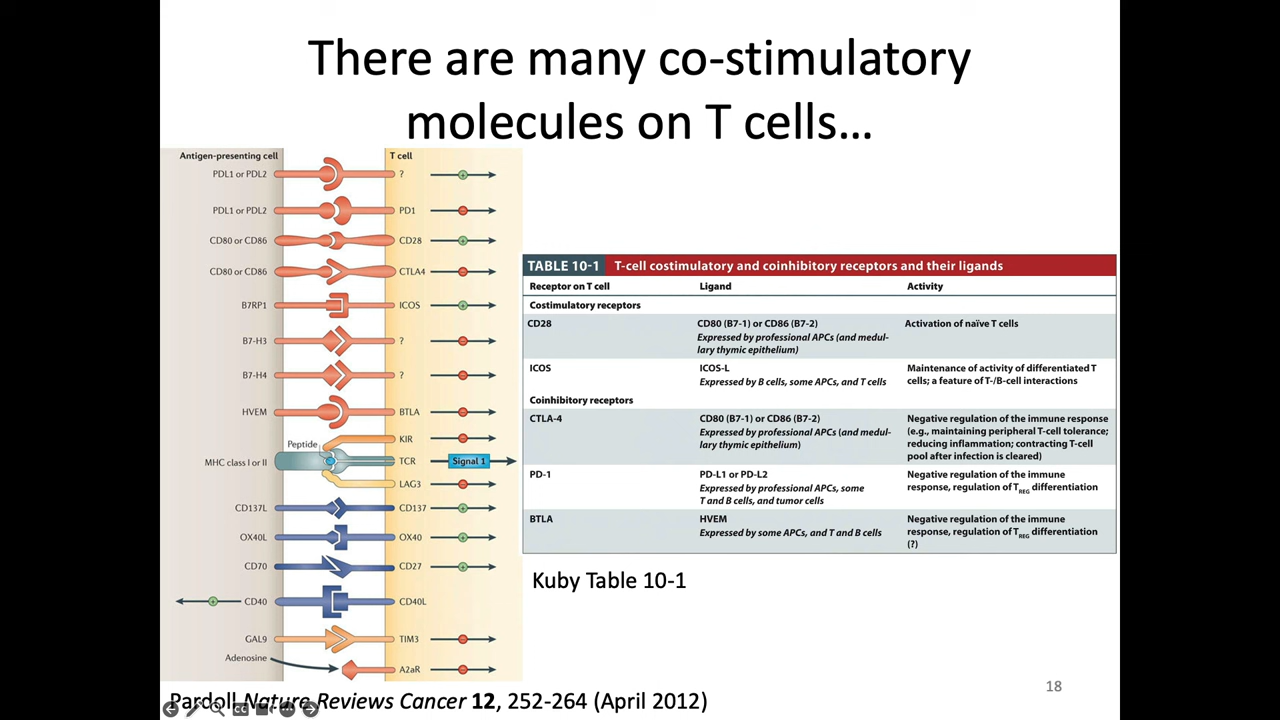 There are many co-stimulatory
molecules on T cells…
Antigen-presenting cell T cell
PDL1 or PDL2 ? +
PDL1 or PDL2 PD1 –
CD80 or CD86 CD28 +
CD80 or CD86 CTLA4 –
B7RP1 ICOS +
B7-H3 ? –
B7-H4 ? –
HVEM BTLA –
KIR –
Peptide
MHC class I or II TCR Signal 1
LAG3 –
CD137L CD137 +
OX40L OX40 +
CD70 CD27 +
+ CD40 CD40L
GAL9 TIM3 –
Adenosine
A2aR –
TABLE 10-1 T-cell costimulatory and coinhibitory receptors and their ligands
Receptor on T cell Ligand Activity
Costimulatory receptors
CD28 CD80 (B7-1) or CD86 (B7-2) Activation of naïve T cells
Expressed by professional APCs (and medul-
lary thymic epithelium)
ICOS ICOS-L Maintenance of activity of differentiated T
Expressed by B cells, some APCs, and T cells cells; a feature of T-/B-cell interactions
Coinhibitory receptors
CTLA-4 CD80 (B7-1) or CD86 (B7-2) Negative regulation of the immune response
Expressed by professional APCs (and medul- (e.g., maintaining peripheral T-cell tolerance;
lary thymic epithelium) reducing inflammation; contracting T-cell
pool after infection is cleared)
PD-1 PD-L1 or PD-L2 Negative regulation of the immune
Expressed by professional APCs, some response, regulation of TREG differentiation
T and B cells, and tumor cells
BTLA HVEM Negative regulation of the immune
Expressed by some APCs, and T and B cells response, regulation of TREG differentiation
(?)
Kuby Table 10-1
18
Pardoll Nature Reviews Cancer 12, 252-264 (April 2012)
CC